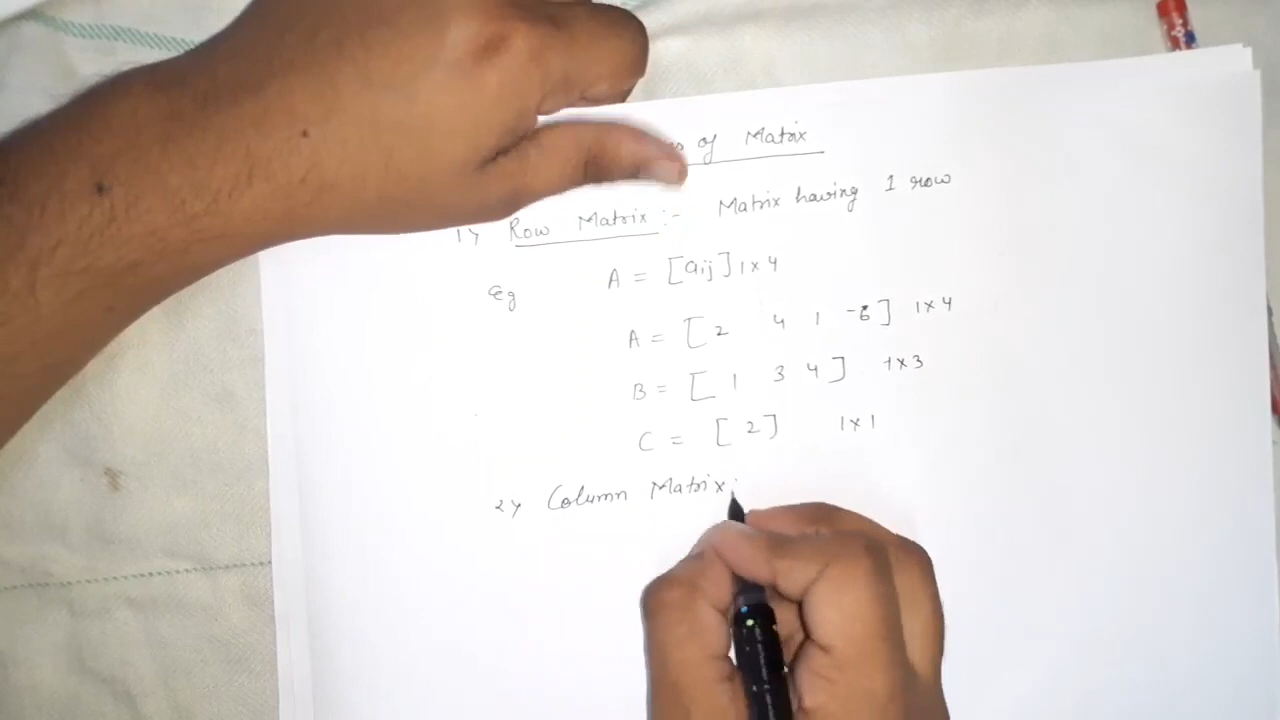 of Matrix
1) Row Matrix :- Matrix having 1 row
Eg A = [aij] 1x4
A = [ 2 4 1 -6 ] 1x4
B = [ 1 3 4 ] 1x3
C = [ 2 ] 1x1
2) Column Matrix: